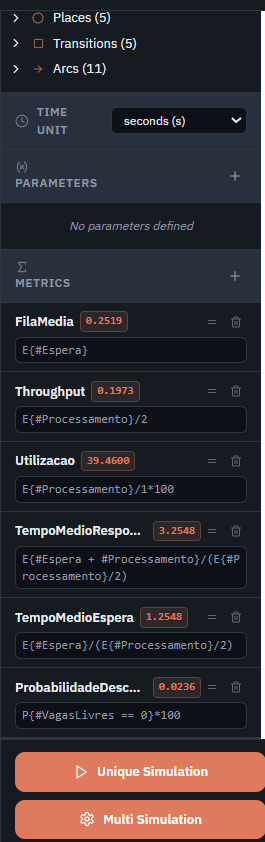 Places (5)
Transitions (5)
Arcs (11)
TIME
UNIT
seconds (s)
(x)
PARAMETERS
No parameters defined
Σ
METRICS
FilaMedia 0.2519
E{#Espera}
Throughput 0.1973
E{#Processamento}/2
Utilizacao 39.4600
E{#Processamento}/1*100
TempoMedioRespo... 3.2548
E{#Espera + #Processamento}/(E{#P
rocessamento}/2)
TempoMedioEspera 1.2548
E{#Espera}/(E{#Processamento}/2)
ProbabilidadeDesc... 0.0236
P{#VagasLivres == 0}*100
Unique Simulation
Multi Simulation